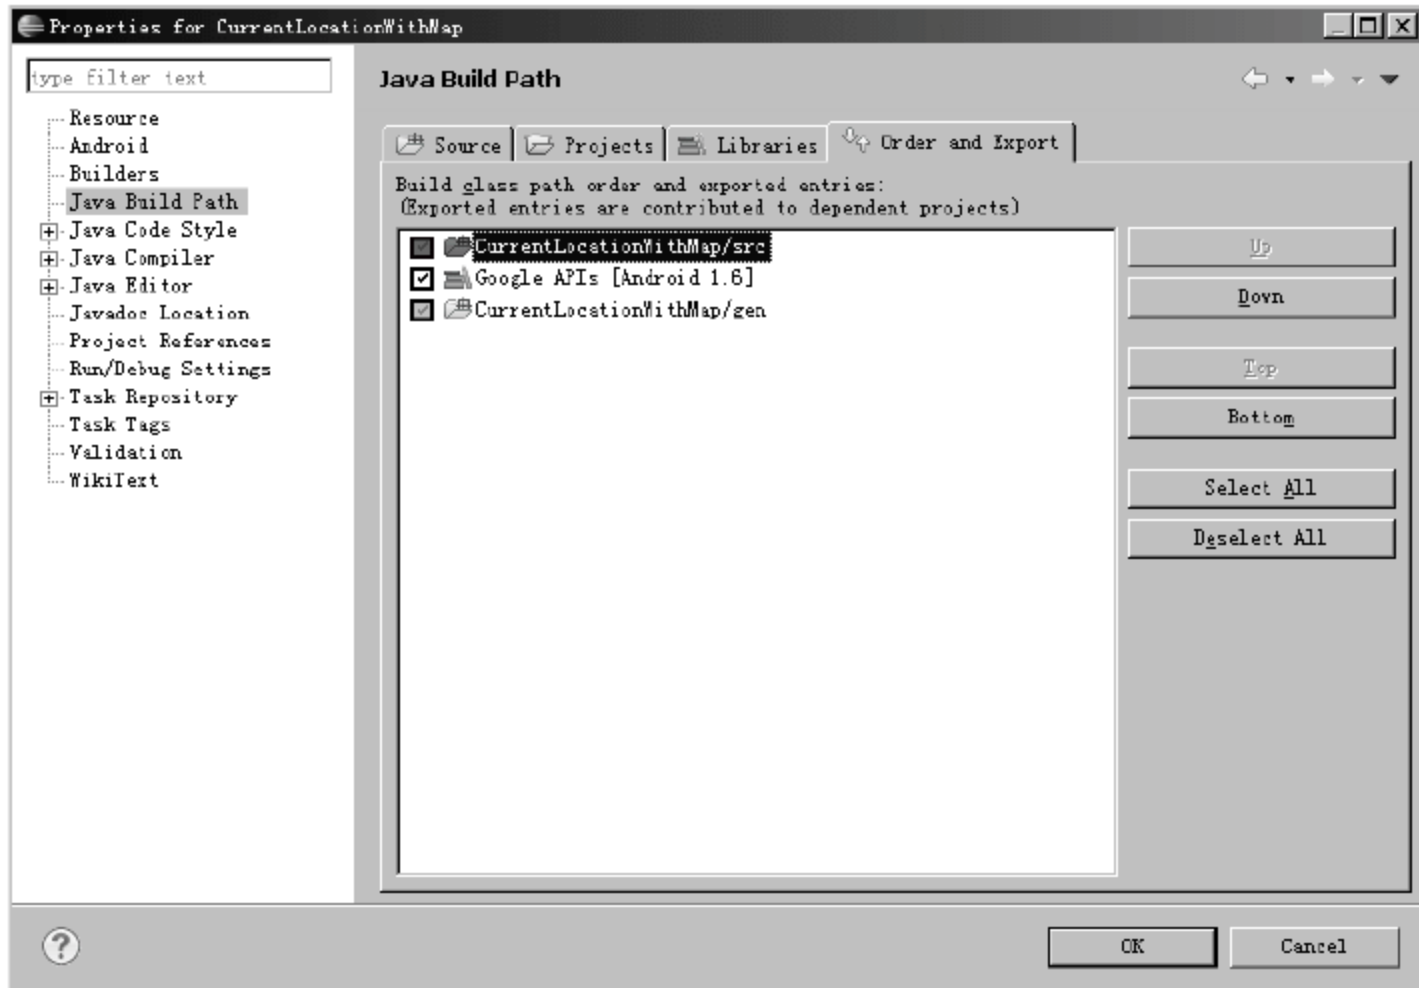 Properties for CurrentLocationWithMap
type filter text
Resource
Android
Builders
Java Build Path
Java Code Style
Java Compiler
Java Editor
Javadoc Location
Project References
Run/Debug Settings
Task Repository
Task Tags
Validation
WikiText
Java Build Path
Source
Projects
Libraries
Order and Export
Build class path order and exported entries:
(Exported entries are contributed to dependent projects)
CurrentLocationWithMap/src
Google APIs [Android 1.6]
CurrentLocationWithMap/gen
Up
Down
Top
Bottom
Select All
Deselect All
OK
Cancel